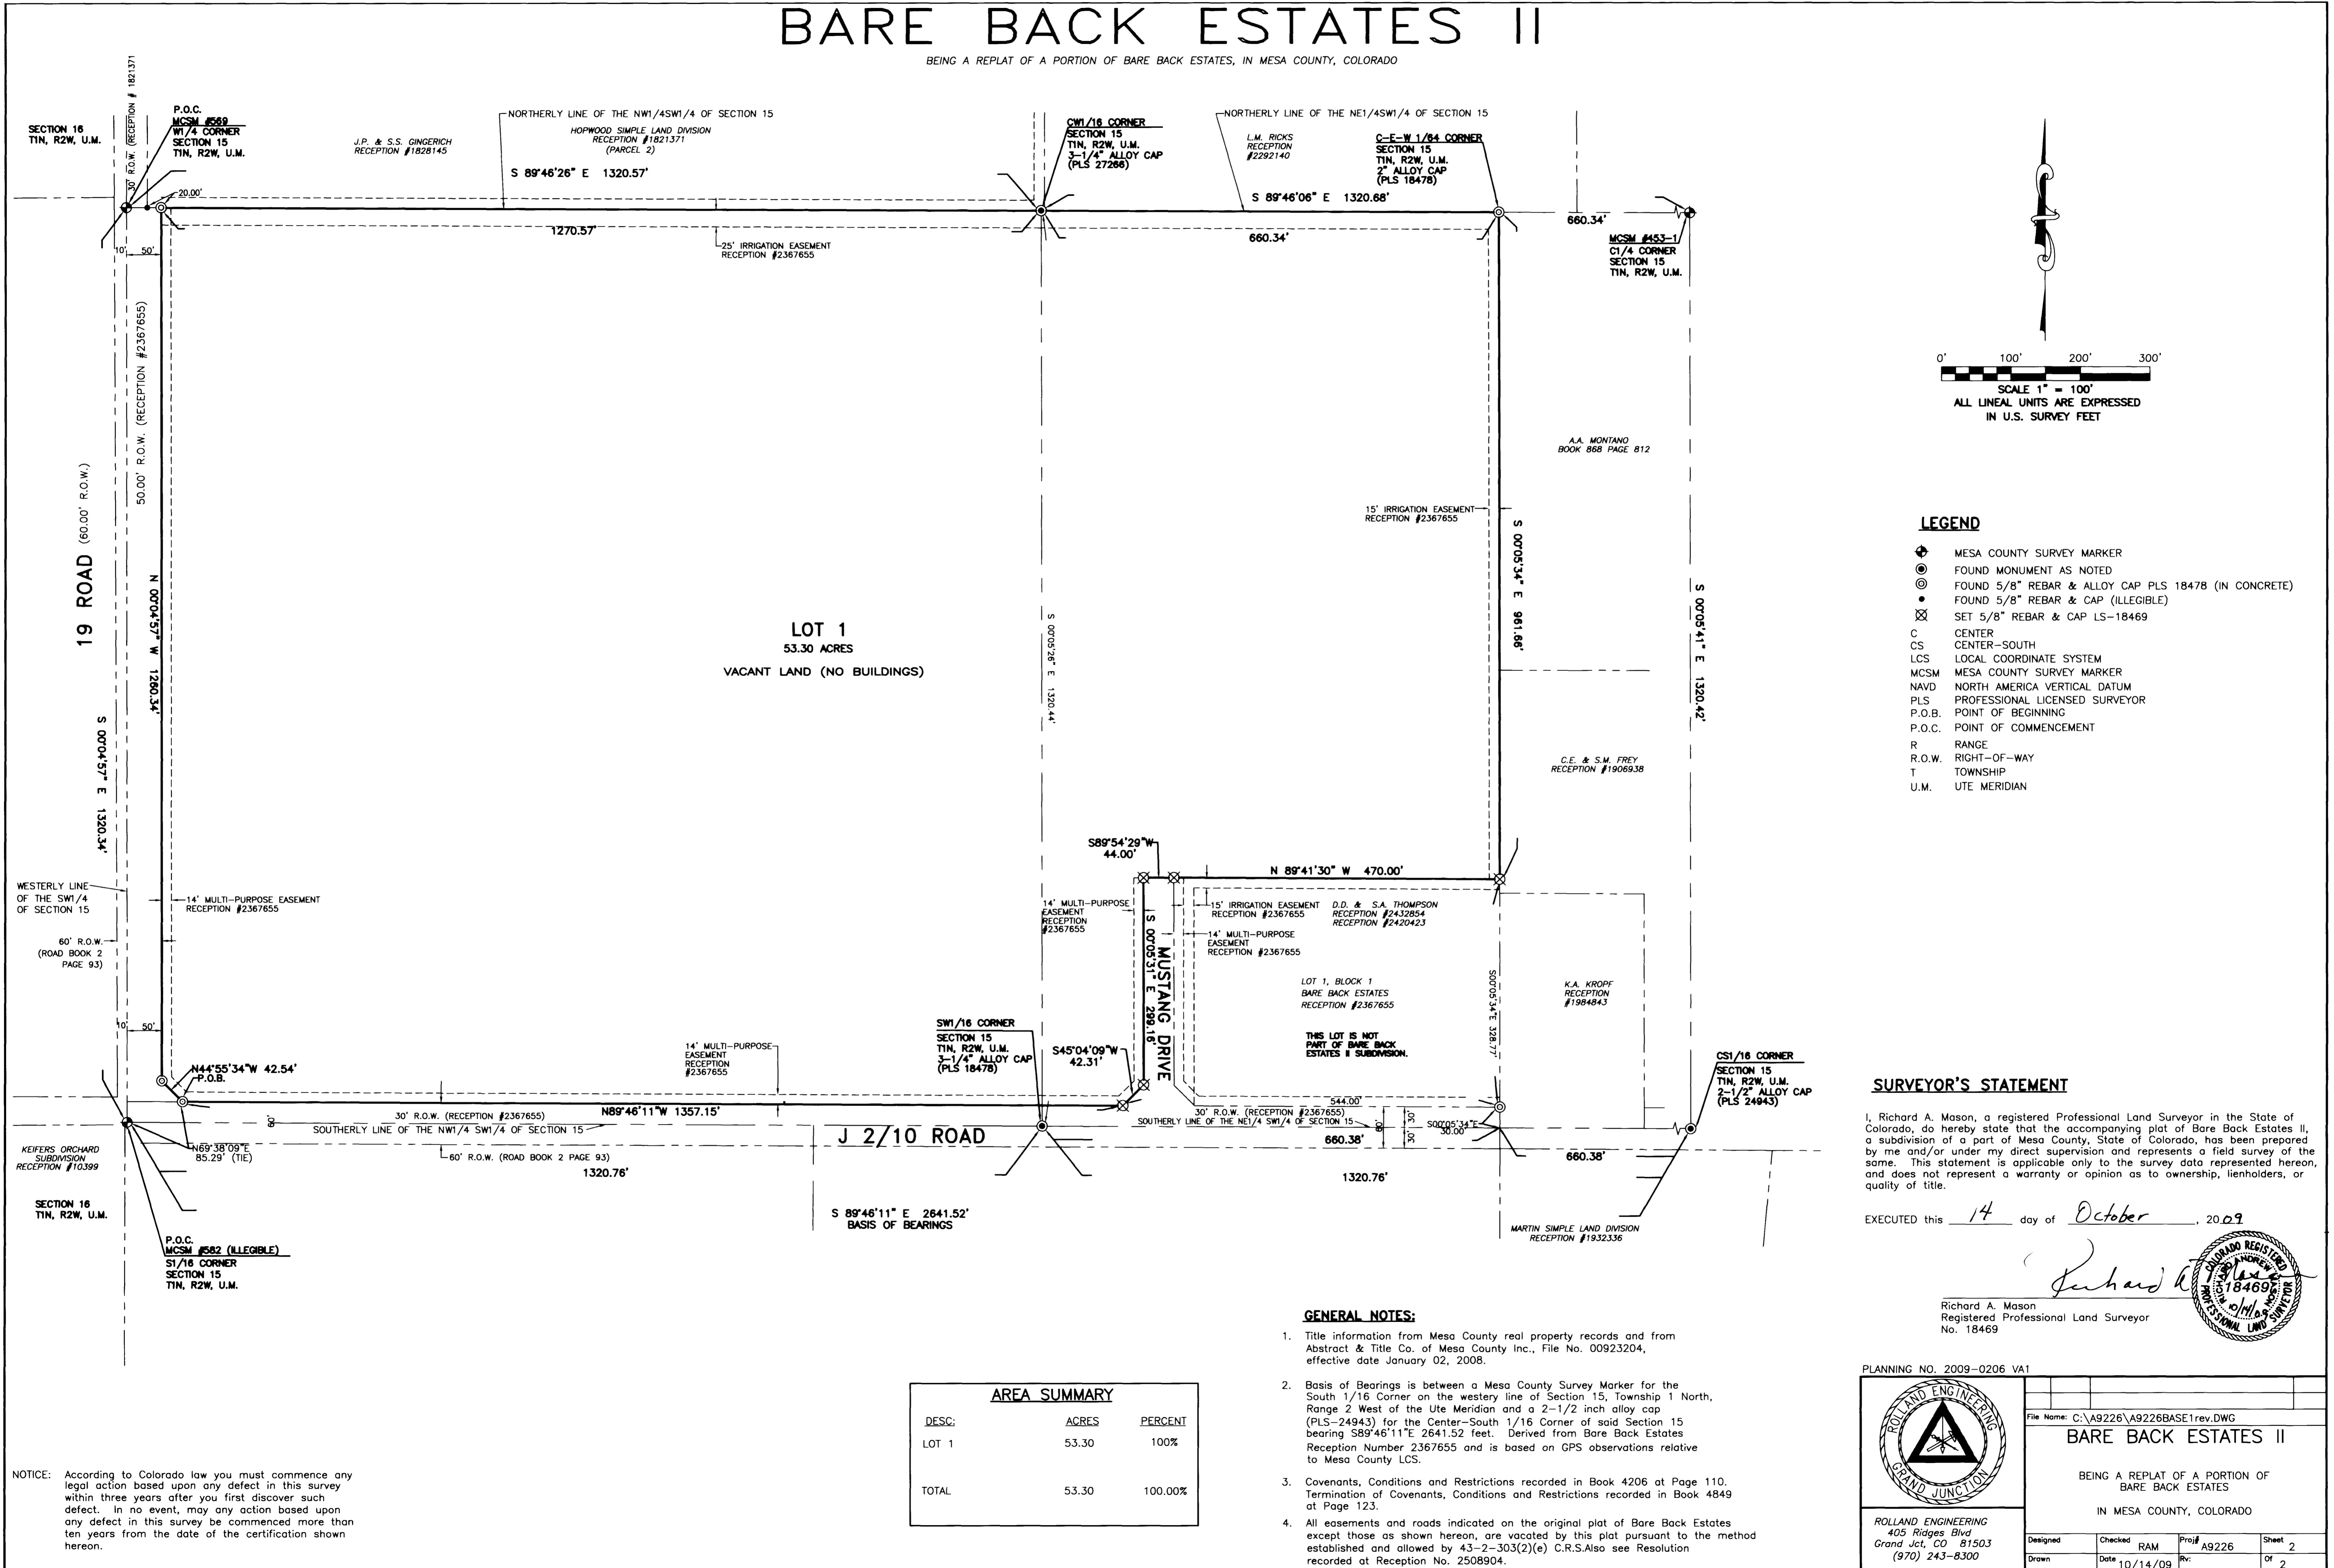 BARE BACK ESTATES II
BEING A REPLAT OF A PORTION OF BARE BACK ESTATES, IN MESA COUNTY, COLORADO
SECTION 16
T1N, R2W, U.M.
30' R.O.W. (RECEPTION # 1821371
P.O.C.
MCSM #569
W1/4 CORNER
SECTION 15
T1N, R2W, U.M.
J.P. & S.S. GINGERICH
RECEPTION #1828145
NORTHERLY LINE OF THE NW1/4SW1/4 OF SECTION 15
HOPWOOD SIMPLE LAND DIVISION
RECEPTION #1821371
(PARCEL 2)
S 89°46'26" E 1320.57'
CW1/16 CORNER
SECTION 15
T1N, R2W, U.M.
3-1/4" ALLOY CAP
(PLS 27266)
NORTHERLY LINE OF THE NE1/4SW1/4 OF SECTION 15
L.M. RICKS
RECEPTION
#2292140
C-E-W 1/64 CORNER
SECTION 15
T1N, R2W, U.M.
2" ALLOY CAP
(PLS 18478)
S 89°46'06" E 1320.68'
20.00'
10'
50'
1270.57'
25' IRRIGATION EASEMENT
RECEPTION #2367655
660.34'
660.34'
MCSM #453-1
C1/4 CORNER
SECTION 15
T1N, R2W, U.M.
0' 100' 200' 300'
SCALE 1" = 100'
ALL LINEAL UNITS ARE EXPRESSED
IN U.S. SURVEY FEET
50.00' R.O.W. (RECEPTION #2367655)
19 ROAD (60.00' R.O.W.)
N 00°04'57" W 1260.34'
S 00°04'57" E 1320.34'
A.A. MONTANO
BOOK 868 PAGE 812
15' IRRIGATION EASEMENT
RECEPTION #2367655
S 00°05'34" E 961.66'
S 00°05'41" E 1320.42'
S 00°05'26" E 1320.44'
LOT 1
53.30 ACRES
VACANT LAND (NO BUILDINGS)
C.E. & S.M. FREY
RECEPTION #1906938
LEGEND
MESA COUNTY SURVEY MARKER
FOUND MONUMENT AS NOTED
FOUND 5/8" REBAR & ALLOY CAP PLS 18478 (IN CONCRETE)
FOUND 5/8" REBAR & CAP (ILLEGIBLE)
SET 5/8" REBAR & CAP LS-18469
C CENTER
CS CENTER-SOUTH
LCS LOCAL COORDINATE SYSTEM
MCSM MESA COUNTY SURVEY MARKER
NAVD NORTH AMERICA VERTICAL DATUM
PLS PROFESSIONAL LICENSED SURVEYOR
P.O.B. POINT OF BEGINNING
P.O.C. POINT OF COMMENCEMENT
R RANGE
R.O.W. RIGHT-OF-WAY
T TOWNSHIP
U.M. UTE MERIDIAN
S89°54'29"W
44.00'
N 89°41'30" W 470.00'
WESTERLY LINE
OF THE SW1/4
OF SECTION 15
14' MULTI-PURPOSE EASEMENT
RECEPTION #2367655
60' R.O.W.
(ROAD BOOK 2
PAGE 93)
14' MULTI-PURPOSE
EASEMENT
RECEPTION
#2367655
S 00°05'31" E 299.16'
MUSTANG DRIVE
15' IRRIGATION EASEMENT
RECEPTION #2367655
14' MULTI-PURPOSE
EASEMENT
RECEPTION #2367655
D.D. & S.A. THOMPSON
RECEPTION #2432854
RECEPTION #2420423
LOT 1, BLOCK 1
BARE BACK ESTATES
RECEPTION #2367655
THIS LOT IS NOT
PART OF BARE BACK
ESTATES II SUBDIVISION.
S00°05'34"E 328.77'
K.A. KROPF
RECEPTION
#1984843
10'
50'
N44°55'34"W 42.54'
P.O.B.
14' MULTI-PURPOSE
EASEMENT
RECEPTION
#2367655
SW1/16 CORNER
SECTION 15
T1N, R2W, U.M.
3-1/4" ALLOY CAP
(PLS 18478)
S45°04'09"W
42.31'
CS1/16 CORNER
SECTION 15
T1N, R2W, U.M.
2-1/2" ALLOY CAP
(PLS 24943)
30' R.O.W. (RECEPTION #2367655)
N89°46'11"W 1357.15'
60'
SOUTHERLY LINE OF THE NW1/4 SW1/4 OF SECTION 15
J 2/10 ROAD
544.00'
30' R.O.W. (RECEPTION #2367655)
SOUTHERLY LINE OF THE NE1/4 SW1/4 OF SECTION 15
60'
30'
30'
S00°05'34"E
30.00'
KEIFERS ORCHARD
SUBDIVISION
RECEPTION #10399
N69°38'09"E
85.29' (TIE)
60' R.O.W. (ROAD BOOK 2 PAGE 93)
1320.76'
660.38'
660.38'
1320.76'
SECTION 16
T1N, R2W, U.M.
S 89°46'11" E 2641.52'
BASIS OF BEARINGS
MARTIN SIMPLE LAND DIVISION
RECEPTION #1932336
P.O.C.
MCSM #582 (ILLEGIBLE)
S1/16 CORNER
SECTION 15
T1N, R2W, U.M.
SURVEYOR'S STATEMENT
I, Richard A. Mason, a registered Professional Land Surveyor in the State of
Colorado, do hereby state that the accompanying plat of Bare Back Estates II,
a subdivision of a part of Mesa County, State of Colorado, has been prepared
by me and/or under my direct supervision and represents a field survey of the
same. This statement is applicable only to the survey data represented hereon,
and does not represent a warranty or opinion as to ownership, lienholders, or
quality of title.
EXECUTED this 14 day of October, 2009
Richard A
COLORADO REGISTERED
RICHARD ANDREW MASON
18469
10/14/09
PROFESSIONAL LAND SURVEYOR
Richard A. Mason
Registered Professional Land Surveyor
No. 18469
GENERAL NOTES:
1. Title information from Mesa County real property records and from
Abstract & Title Co. of Mesa County Inc., File No. 00923204,
effective date January 02, 2008.
2. Basis of Bearings is between a Mesa County Survey Marker for the
South 1/16 Corner on the westery line of Section 15, Township 1 North,
Range 2 West of the Ute Meridian and a 2-1/2 inch alloy cap
(PLS-24943) for the Center-South 1/16 Corner of said Section 15
bearing S89°46'11"E 2641.52 feet. Derived from Bare Back Estates
Reception Number 2367655 and is based on GPS observations relative
to Mesa County LCS.
3. Covenants, Conditions and Restrictions recorded in Book 4206 at Page 110.
Termination of Covenants, Conditions and Restrictions recorded in Book 4849
at Page 123.
4. All easements and roads indicated on the original plat of Bare Back Estates
except those as shown hereon, are vacated by this plat pursuant to the method
established and allowed by 43-2-303(2)(e) C.R.S.Also see Resolution
recorded at Reception No. 2508904.
AREA SUMMARY
DESC: ACRES PERCENT
LOT 1 53.30 100%
TOTAL 53.30 100.00%
NOTICE: According to Colorado law you must commence any
legal action based upon any defect in this survey
within three years after you first discover such
defect. In no event, may any action based upon
any defect in this survey be commenced more than
ten years from the date of the certification shown
hereon.
PLANNING NO. 2009-0206 VA1
ROLLAND ENGINEERING
GRAND JUNCTION
File Name: C:\A9226\A9226BASE1rev.DWG
BARE BACK ESTATES II
BEING A REPLAT OF A PORTION OF
BARE BACK ESTATES
IN MESA COUNTY, COLORADO
ROLLAND ENGINEERING
405 Ridges Blvd
Grand Jct, CO 81503
(970) 243-8300
Designed Checked RAM Proj# A9226 Sheet 2
Drawn Date 10/14/09 Rv: Of 2